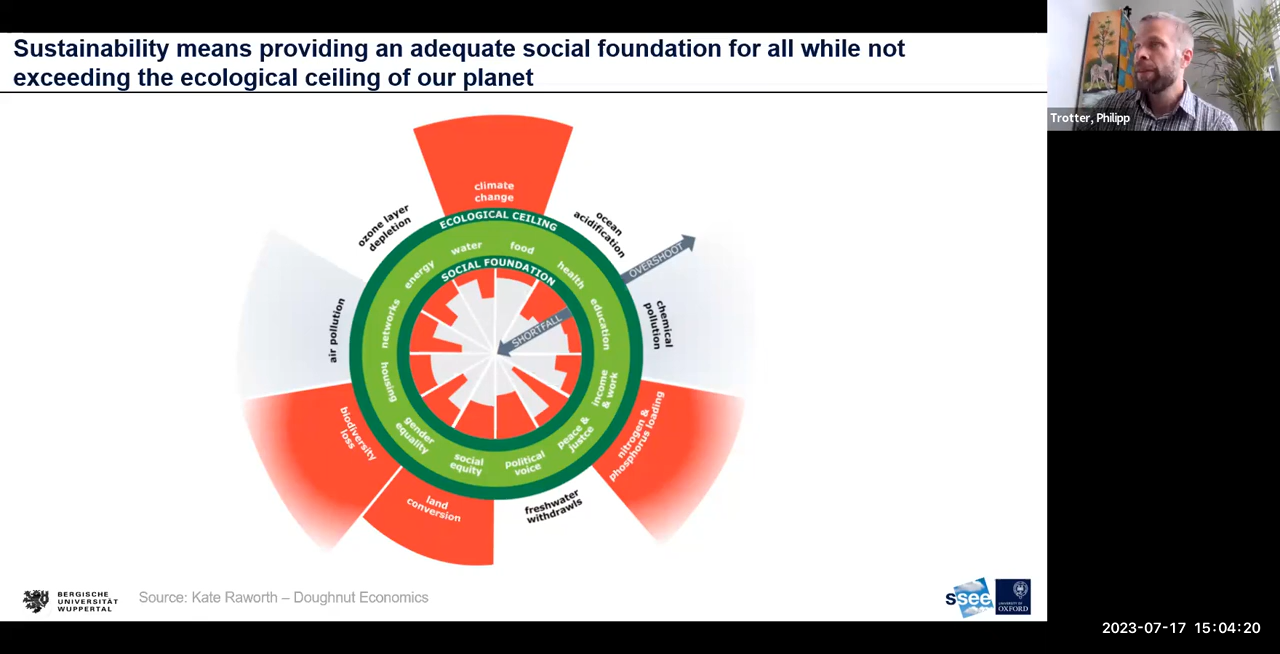 Sustainability means providing an adequate social foundation for all while not
exceeding the ecological ceiling of our planet
Trotter, Philipp
climate
change
ozone layer
depletion
ocean
acidification
ECOLOGICAL CEILING
OVERSHOOT
water
food
energy
health
SOCIAL FOUNDATION
networks
education
SHORTFALL
air pollution
chemical
pollution
housing
income
& work
gender
equality
peace &
justce
social
equity
political
voice
biodiversity
loss
nitrogen &
phosphorus loading
land
conversion
freshwater
withdrawls
BERGISCHE
UNIVERSITÄT
WUPPERTAL
Source: Kate Raworth – Doughnut Economics
ssee
UNIVERSITY OF
OXFORD
2023-07-17 15:04:20